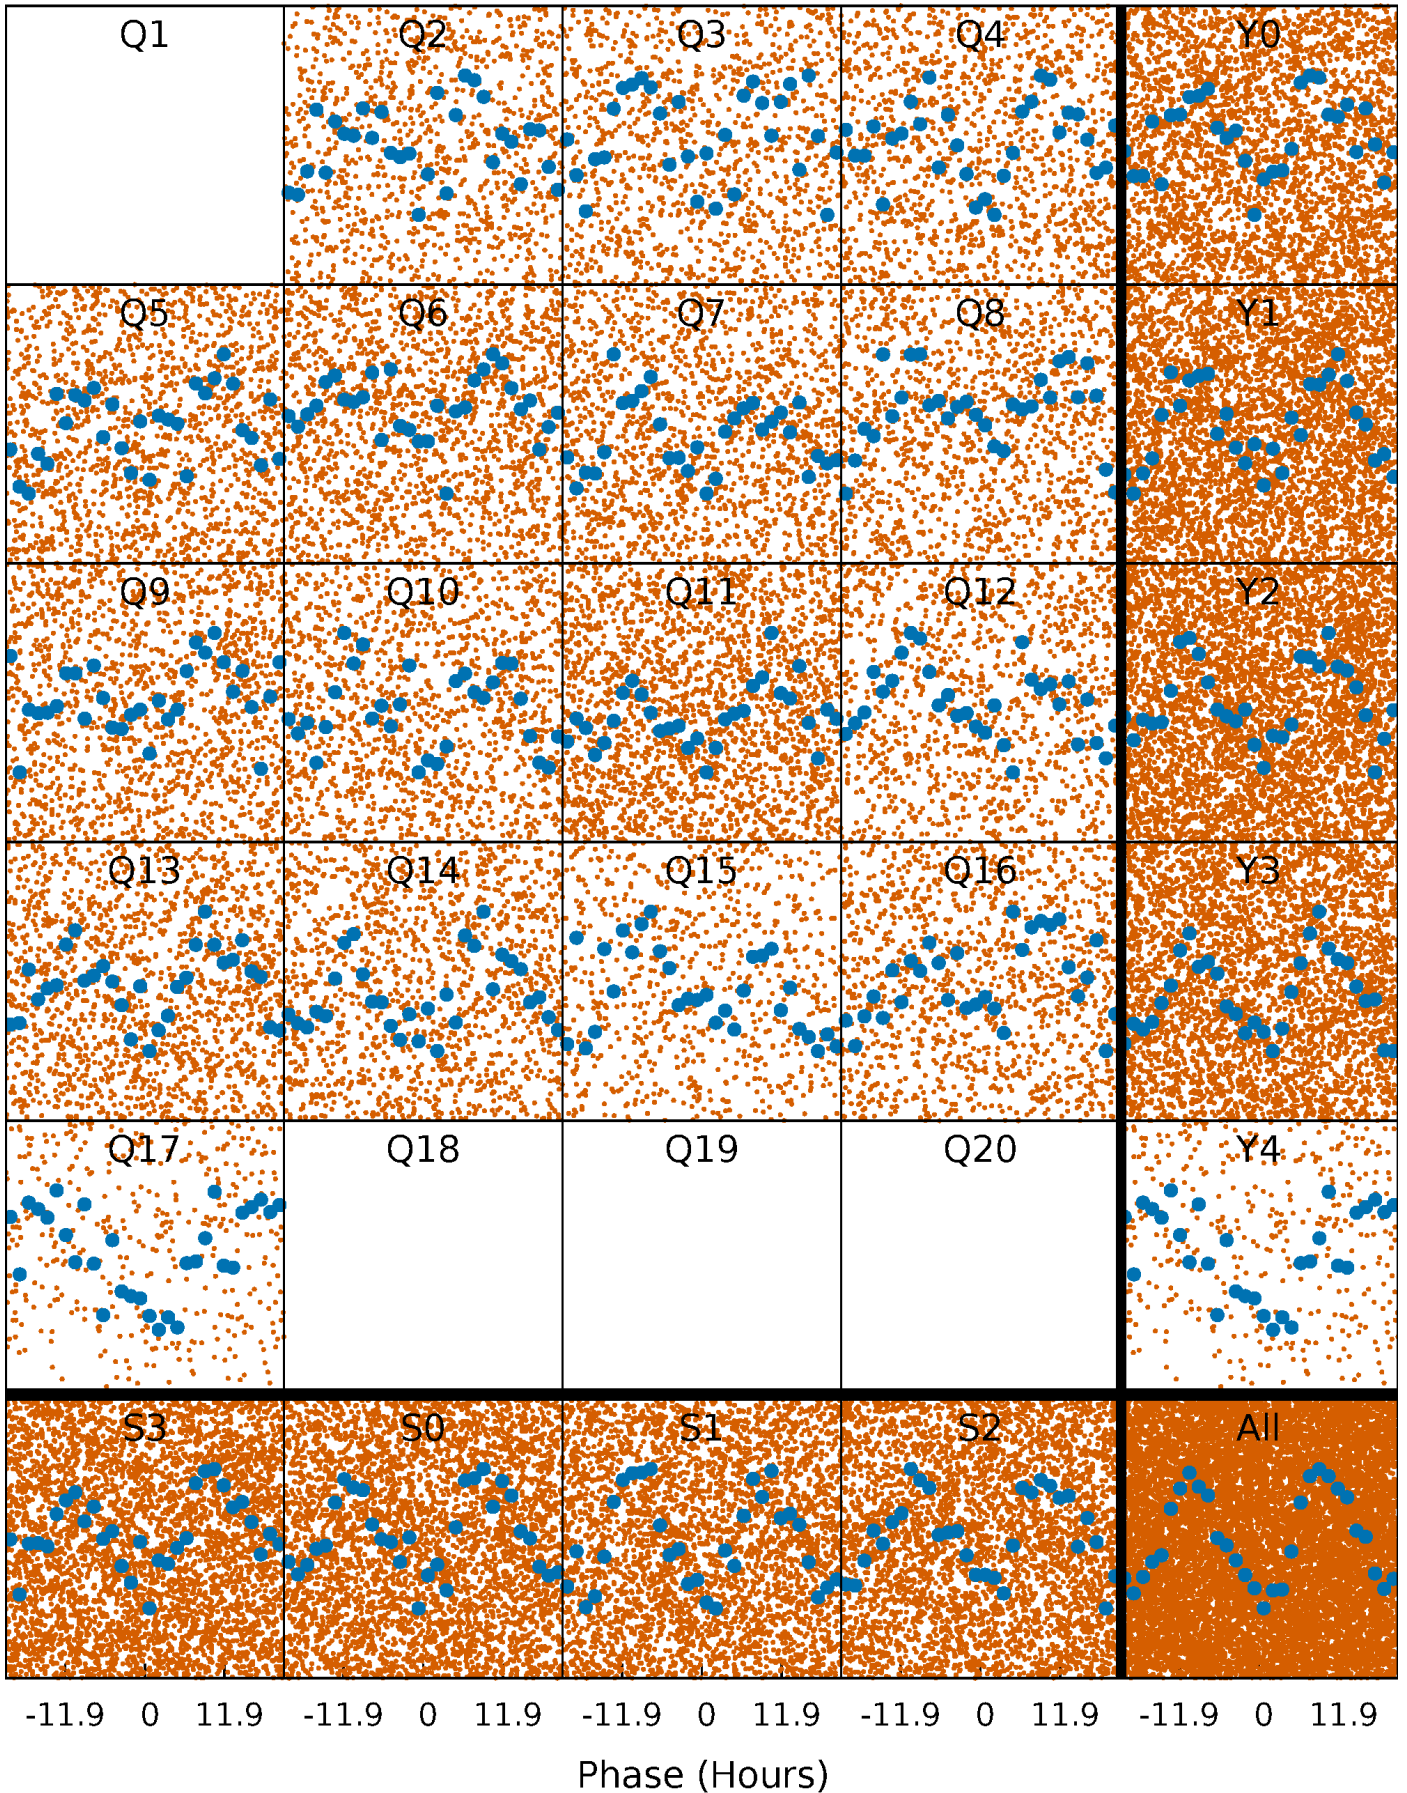 Q1 Q2 Q3 Q4 Y0
Q5 Q6 Q7 Q8 Y1
Q9 Q10 Q11 Q12 Y2
Q13 Q14 Q15 Q16 Y3
Q17 Q18 Q19 Q20 Y4
S3 S0 S1 S2 All
-11.9 0 11.9 -11.9 0 11.9 -11.9 0 11.9 -11.9 0 11.9 -11.9 0 11.9
Phase (Hours)